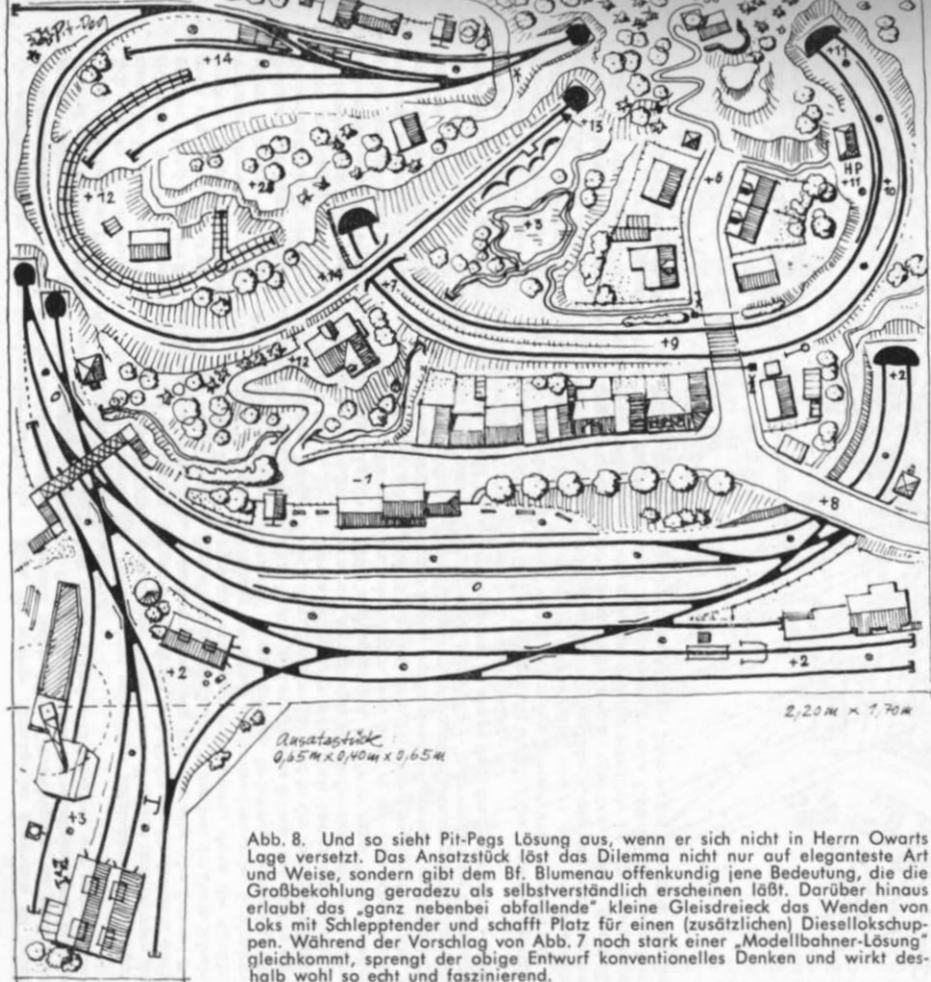 Pit-Peg
+14
+11
+13
HP
+11
+10
+6
+12
+3
+14
+7
+9
+12
+2
-1
+8
+2
+2
2,20m × 1,70m
Ansatzstück
0,65m x 0,40m x 0,65m
+3
Abb. 8. Und so sieht Pit-Pegs Lösung aus, wenn er sich nicht in Herrn Owarts
Lage versetzt. Das Ansatzstück löst das Dilemma nicht nur auf eleganteste Art
und Weise, sondern gibt dem Bf. Blumenau offenkundig jene Bedeutung, die die
Großbekohlung geradezu als selbstverständlich erscheinen läßt. Darüber hinaus
erlaubt das „ganz nebenbei abfallende“ kleine Gleisdreieck das Wenden von
Loks mit Schlepptender und schafft Platz für einen (zusätzlichen) Diesellokschup-
pen. Während der Vorschlag von Abb. 7 noch stark einer „Modellbahner-Lösung“
gleichkommt, sprengt der obige Entwurf konventionelles Denken und wirkt des-
halb wohl so echt und faszinierend.